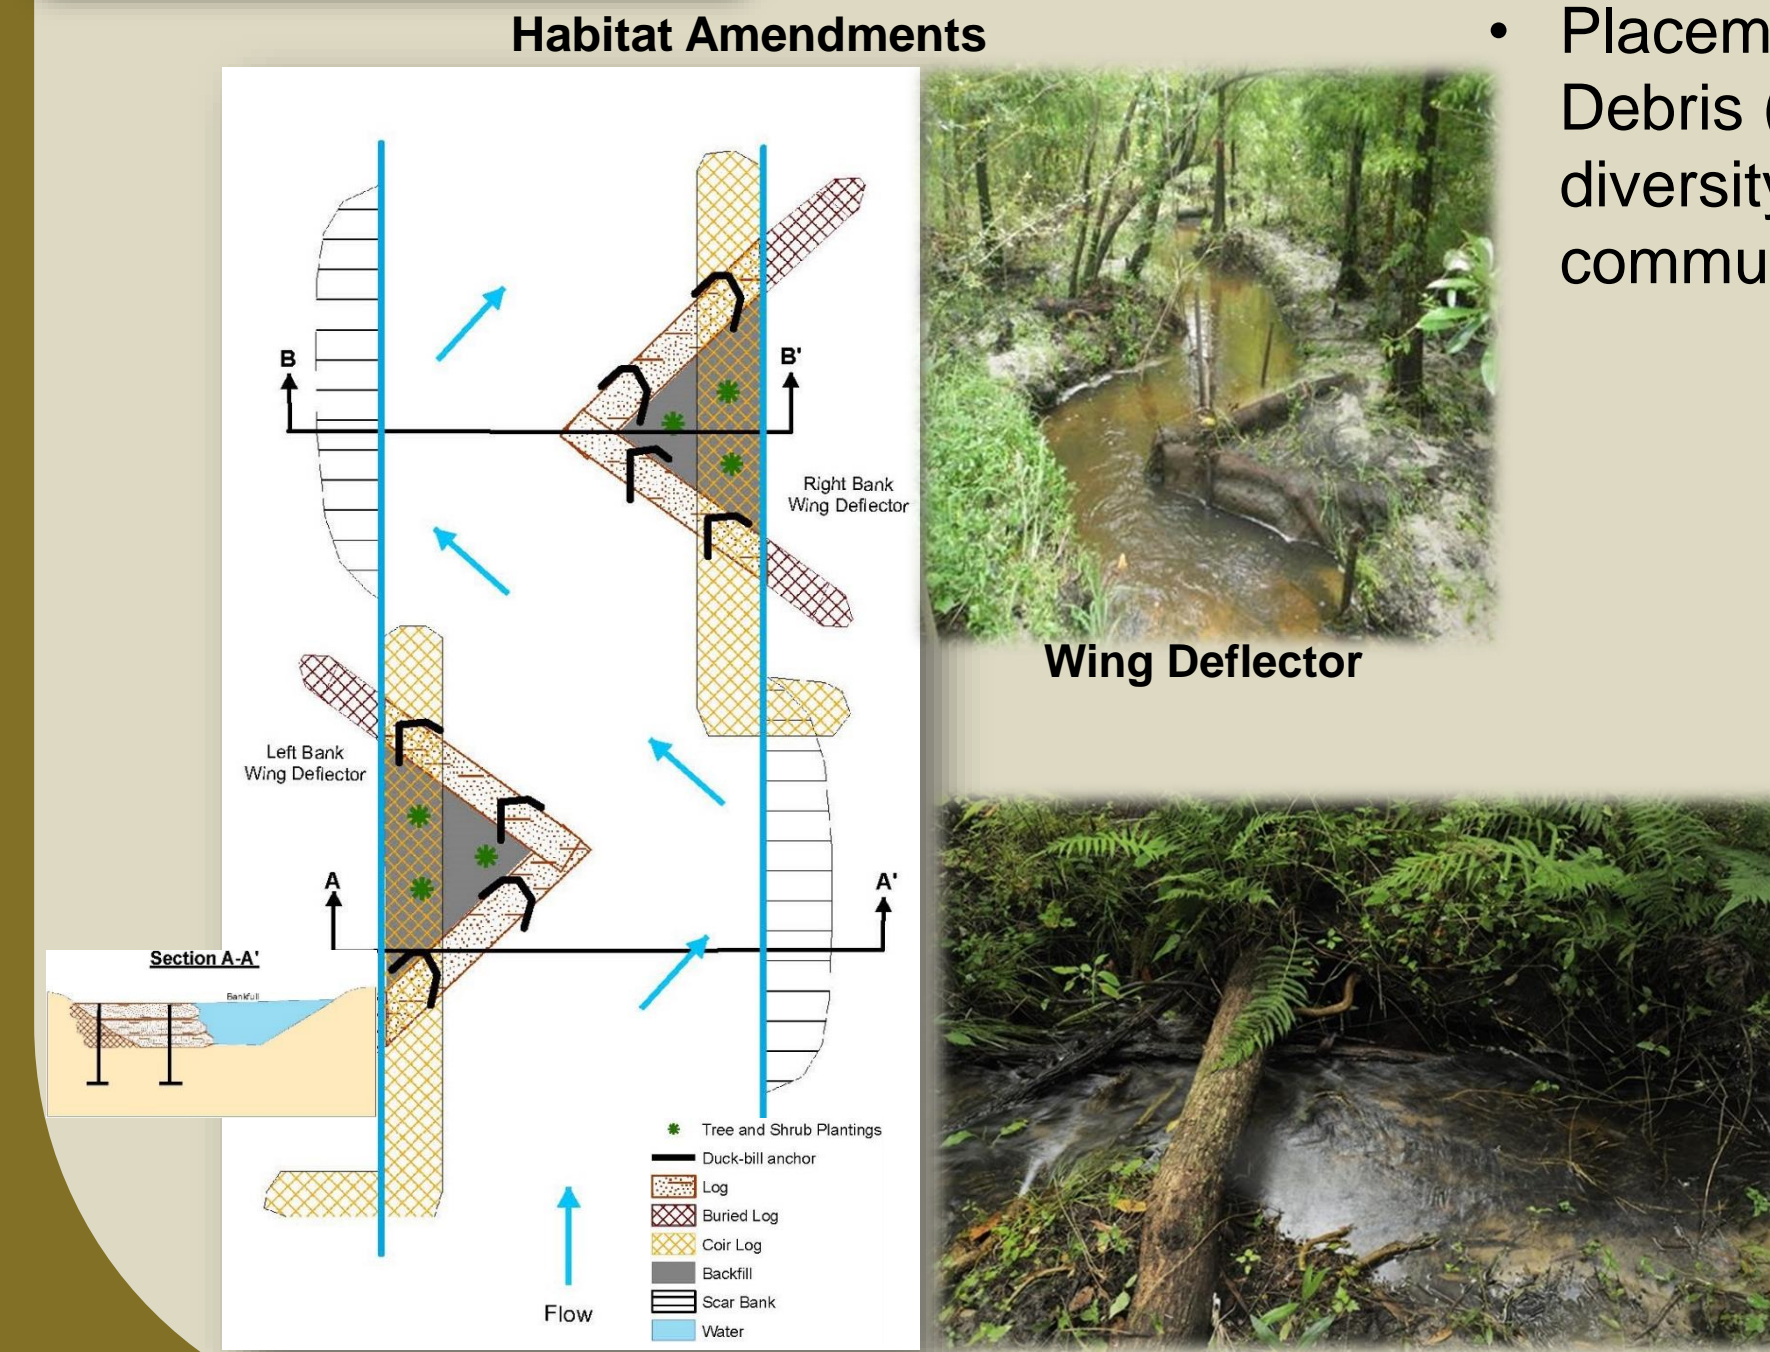 Habitat Amendments
B
B'
Right Bank
Wing Deflector
Left Bank
Wing Deflector
A
A'
Section A-A'
Bankfull
Tree and Shrub Plantings
Duck-bill anchor
Log
Buried Log
Coir Log
Backfill
Scar Bank
Water
Flow
Wing Deflector
• Placem
Debris (
diversity
commu